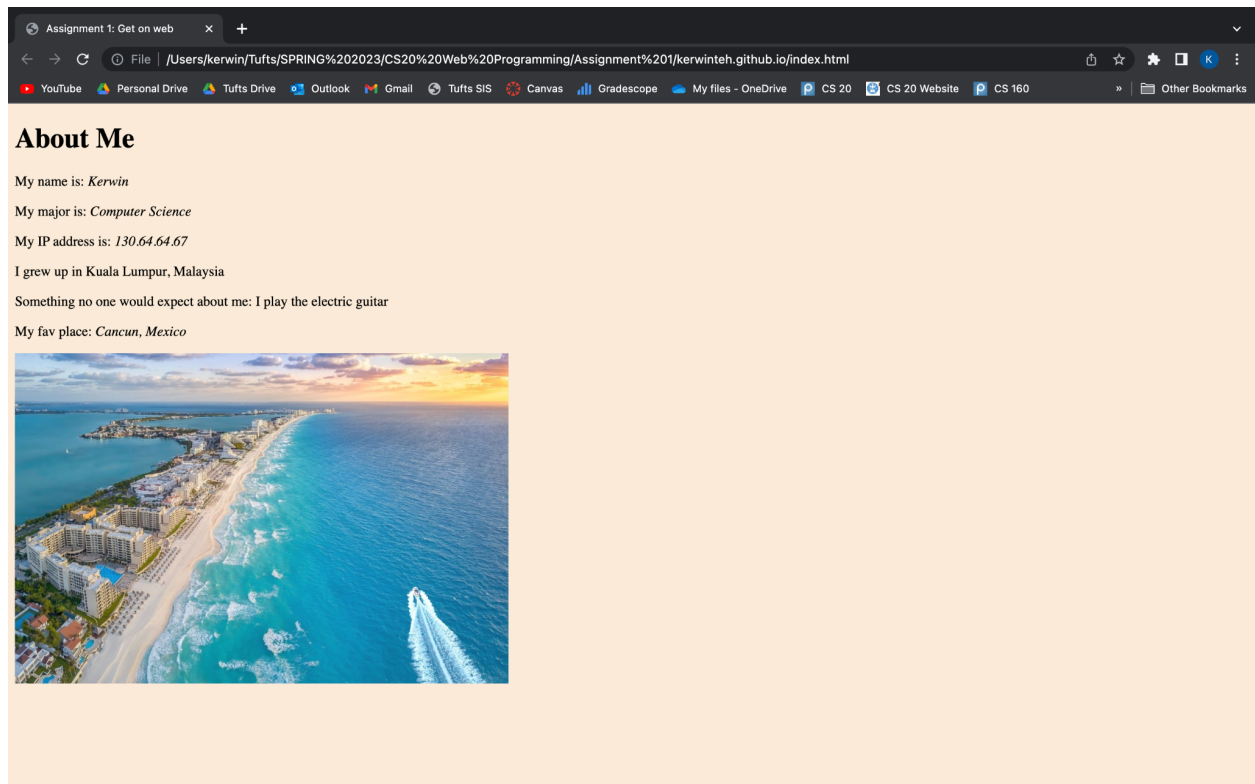 Assignment 1: Get on web
File /Users/kerwin/Tufts/SPRING%202023/CS20%20Web%20Programming/Assignment%201/kerwinteh.github.io/index.html K
YouTube Personal Drive Tufts Drive Outlook Gmail Tufts SIS Canvas Gradescope My files - OneDrive CS 20 CS 20 Website CS 160 » Other Bookmarks
About Me
My name is: Kerwin
My major is: Computer Science
My IP address is: 130.64.64.67
I grew up in Kuala Lumpur, Malaysia
Something no one would expect about me: I play the electric guitar
My fav place: Cancun, Mexico